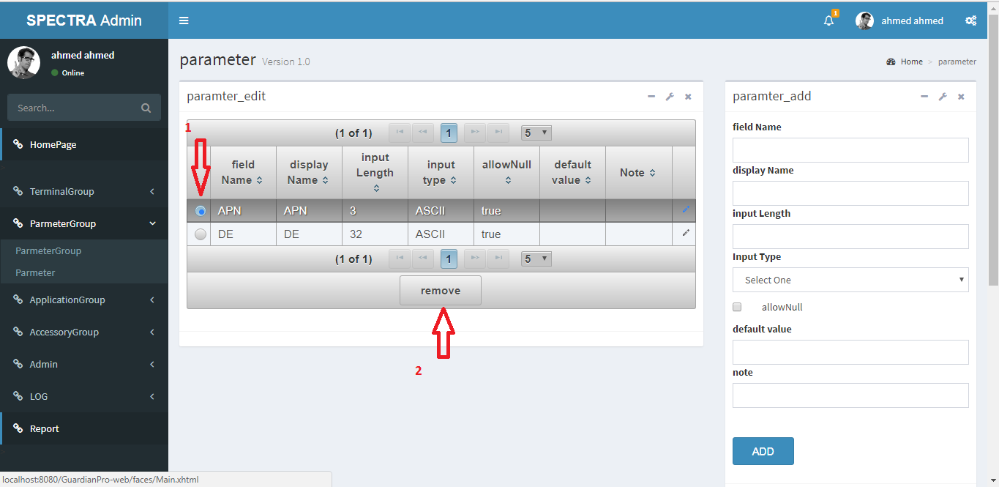 SPECTRA Admin
1
ahmed ahmed
ahmed ahmed
Online
Search...
HomePage
>
TerminalGroup
ParmeterGroup
ParmeterGroup
Parmeter
ApplicationGroup
AccessoryGroup
Admin
LOG
Report
parameter Version 1.0
Home > parameter
paramter_edit
1
(1 of 1) 1 5
field Name
display Name
input Length
input type
allowNull
default value
Note
APN APN 3 ASCII true
DE DE 32 ASCII true
(1 of 1) 1 5
remove
2
paramter_add
field Name
display Name
input Length
Input Type
Select One
allowNull
default value
note
ADD
localhost:8080/GuardianPro-web/faces/Main.xhtml